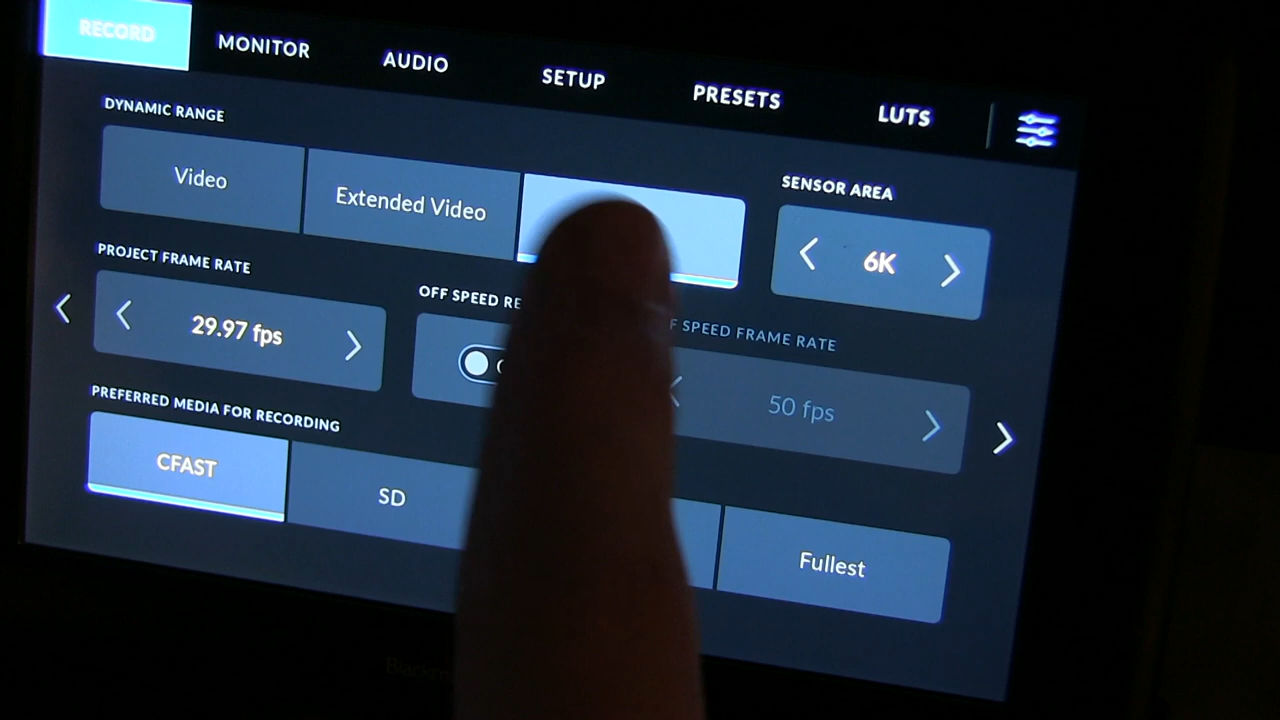 RECORD
MONITOR
AUDIO
SETUP
PRESETS
LUTS
DYNAMIC RANGE
Video
Extended Video
SENSOR AREA
6K
PROJECT FRAME RATE
29.97 fps
OFF SPEED
SPEED FRAME RATE
50 fps
PREFERRED MEDIA FOR RECORDING
CFAST
SD
Fullest